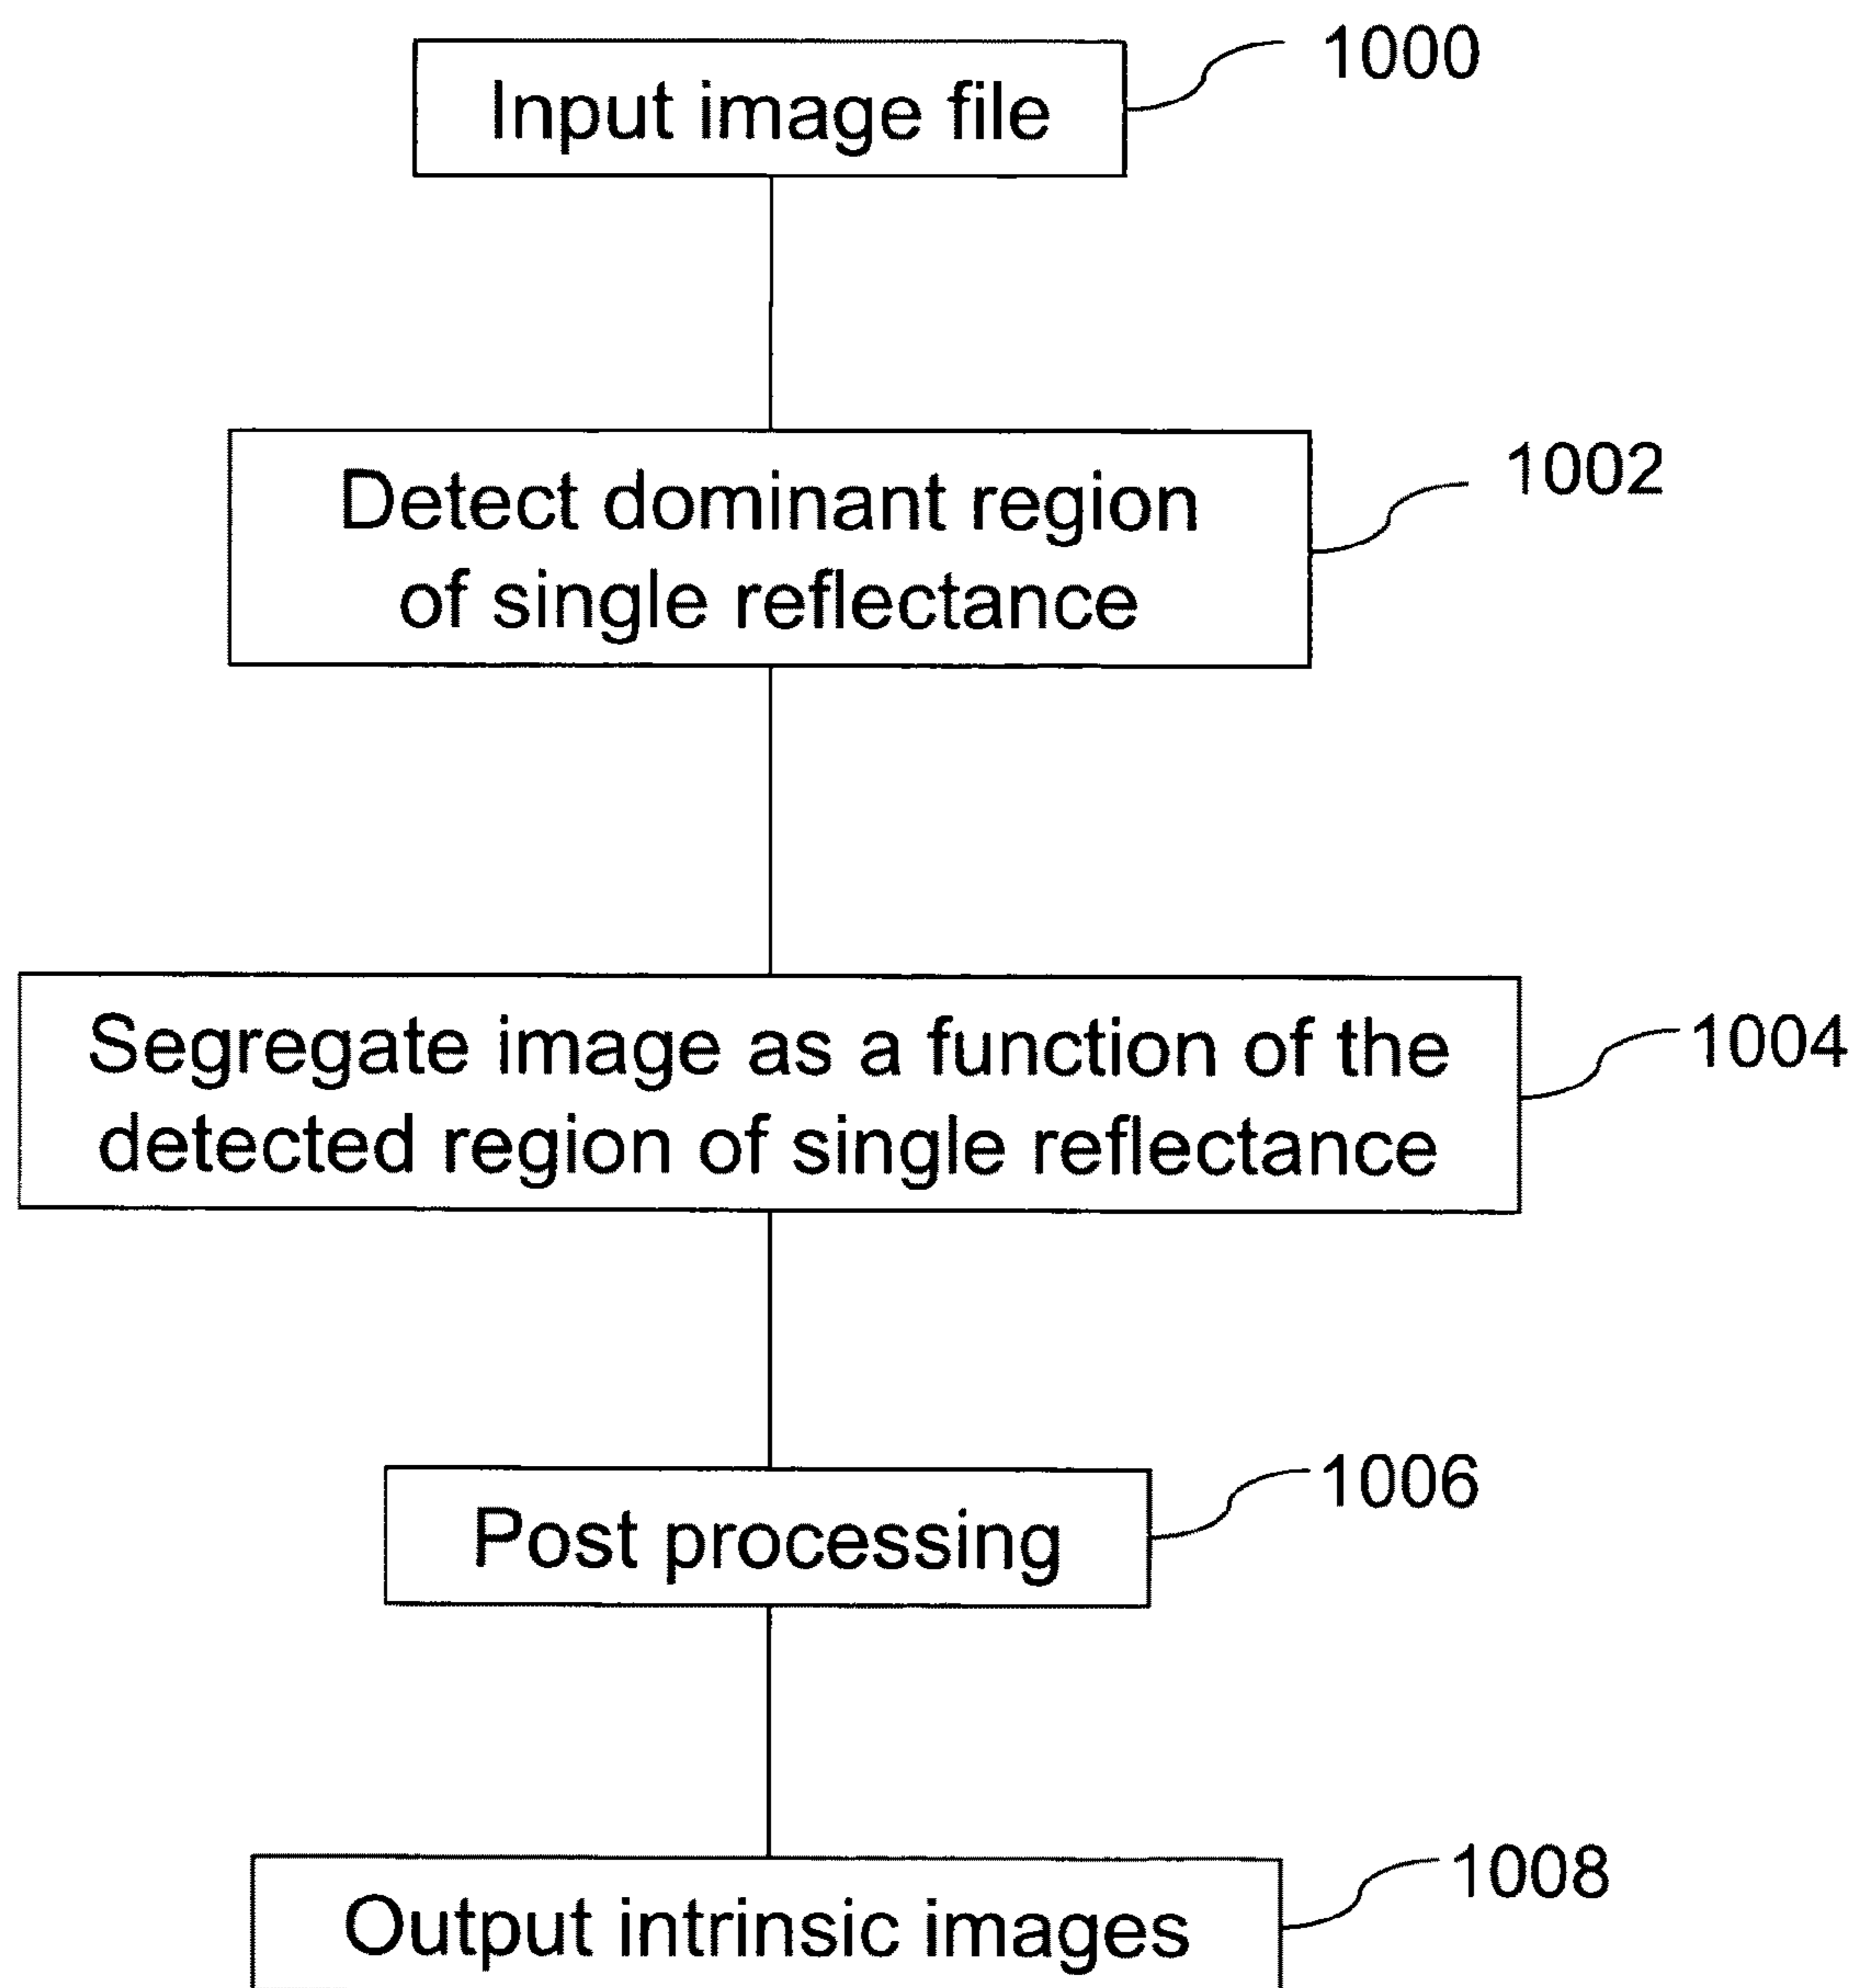 Input image file
1000
Detect dominant region
of single reflectance
1002
Segregate image as a function of the
detected region of single reflectance
1004
Post processing
1006
Output intrinsic images
1008